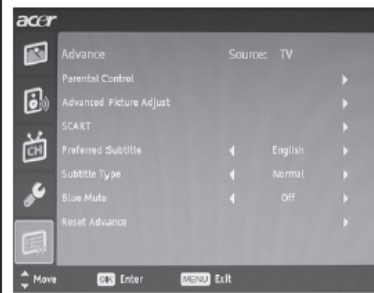 acer
Advance Source: TV
Parental Control
Advanced Picture Adjust
SCART
Preferred Subtitle English
CH
Subtitle Type Normal
Blue Mute Off
Reset Advance
Move OK Enter MENU Exit